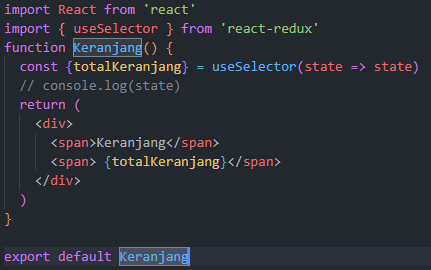 import React from 'react'
import { useSelector } from 'react-redux'
function Keranjang() {
  const {totalKeranjang} = useSelector(state => state)
  // console.log(state)
  return (
    <div>
      <span>Keranjang</span>
      <span> {totalKeranjang}</span>
    </div>
  )
}
export default Keranjang